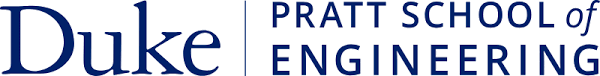 Duke
PRATT SCHOOL of
ENGINEERING